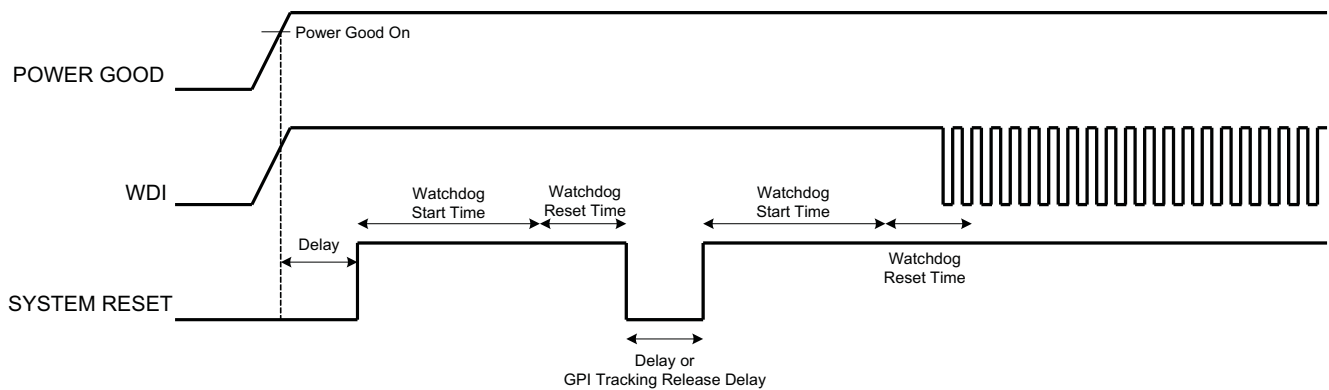 Power Good On
POWER GOOD
WDI
Watchdog
Start Time
Watchdog
Reset Time
Watchdog
Start Time
Delay
Watchdog
Reset Time
SYSTEM RESET
Delay or
GPI Tracking Release Delay